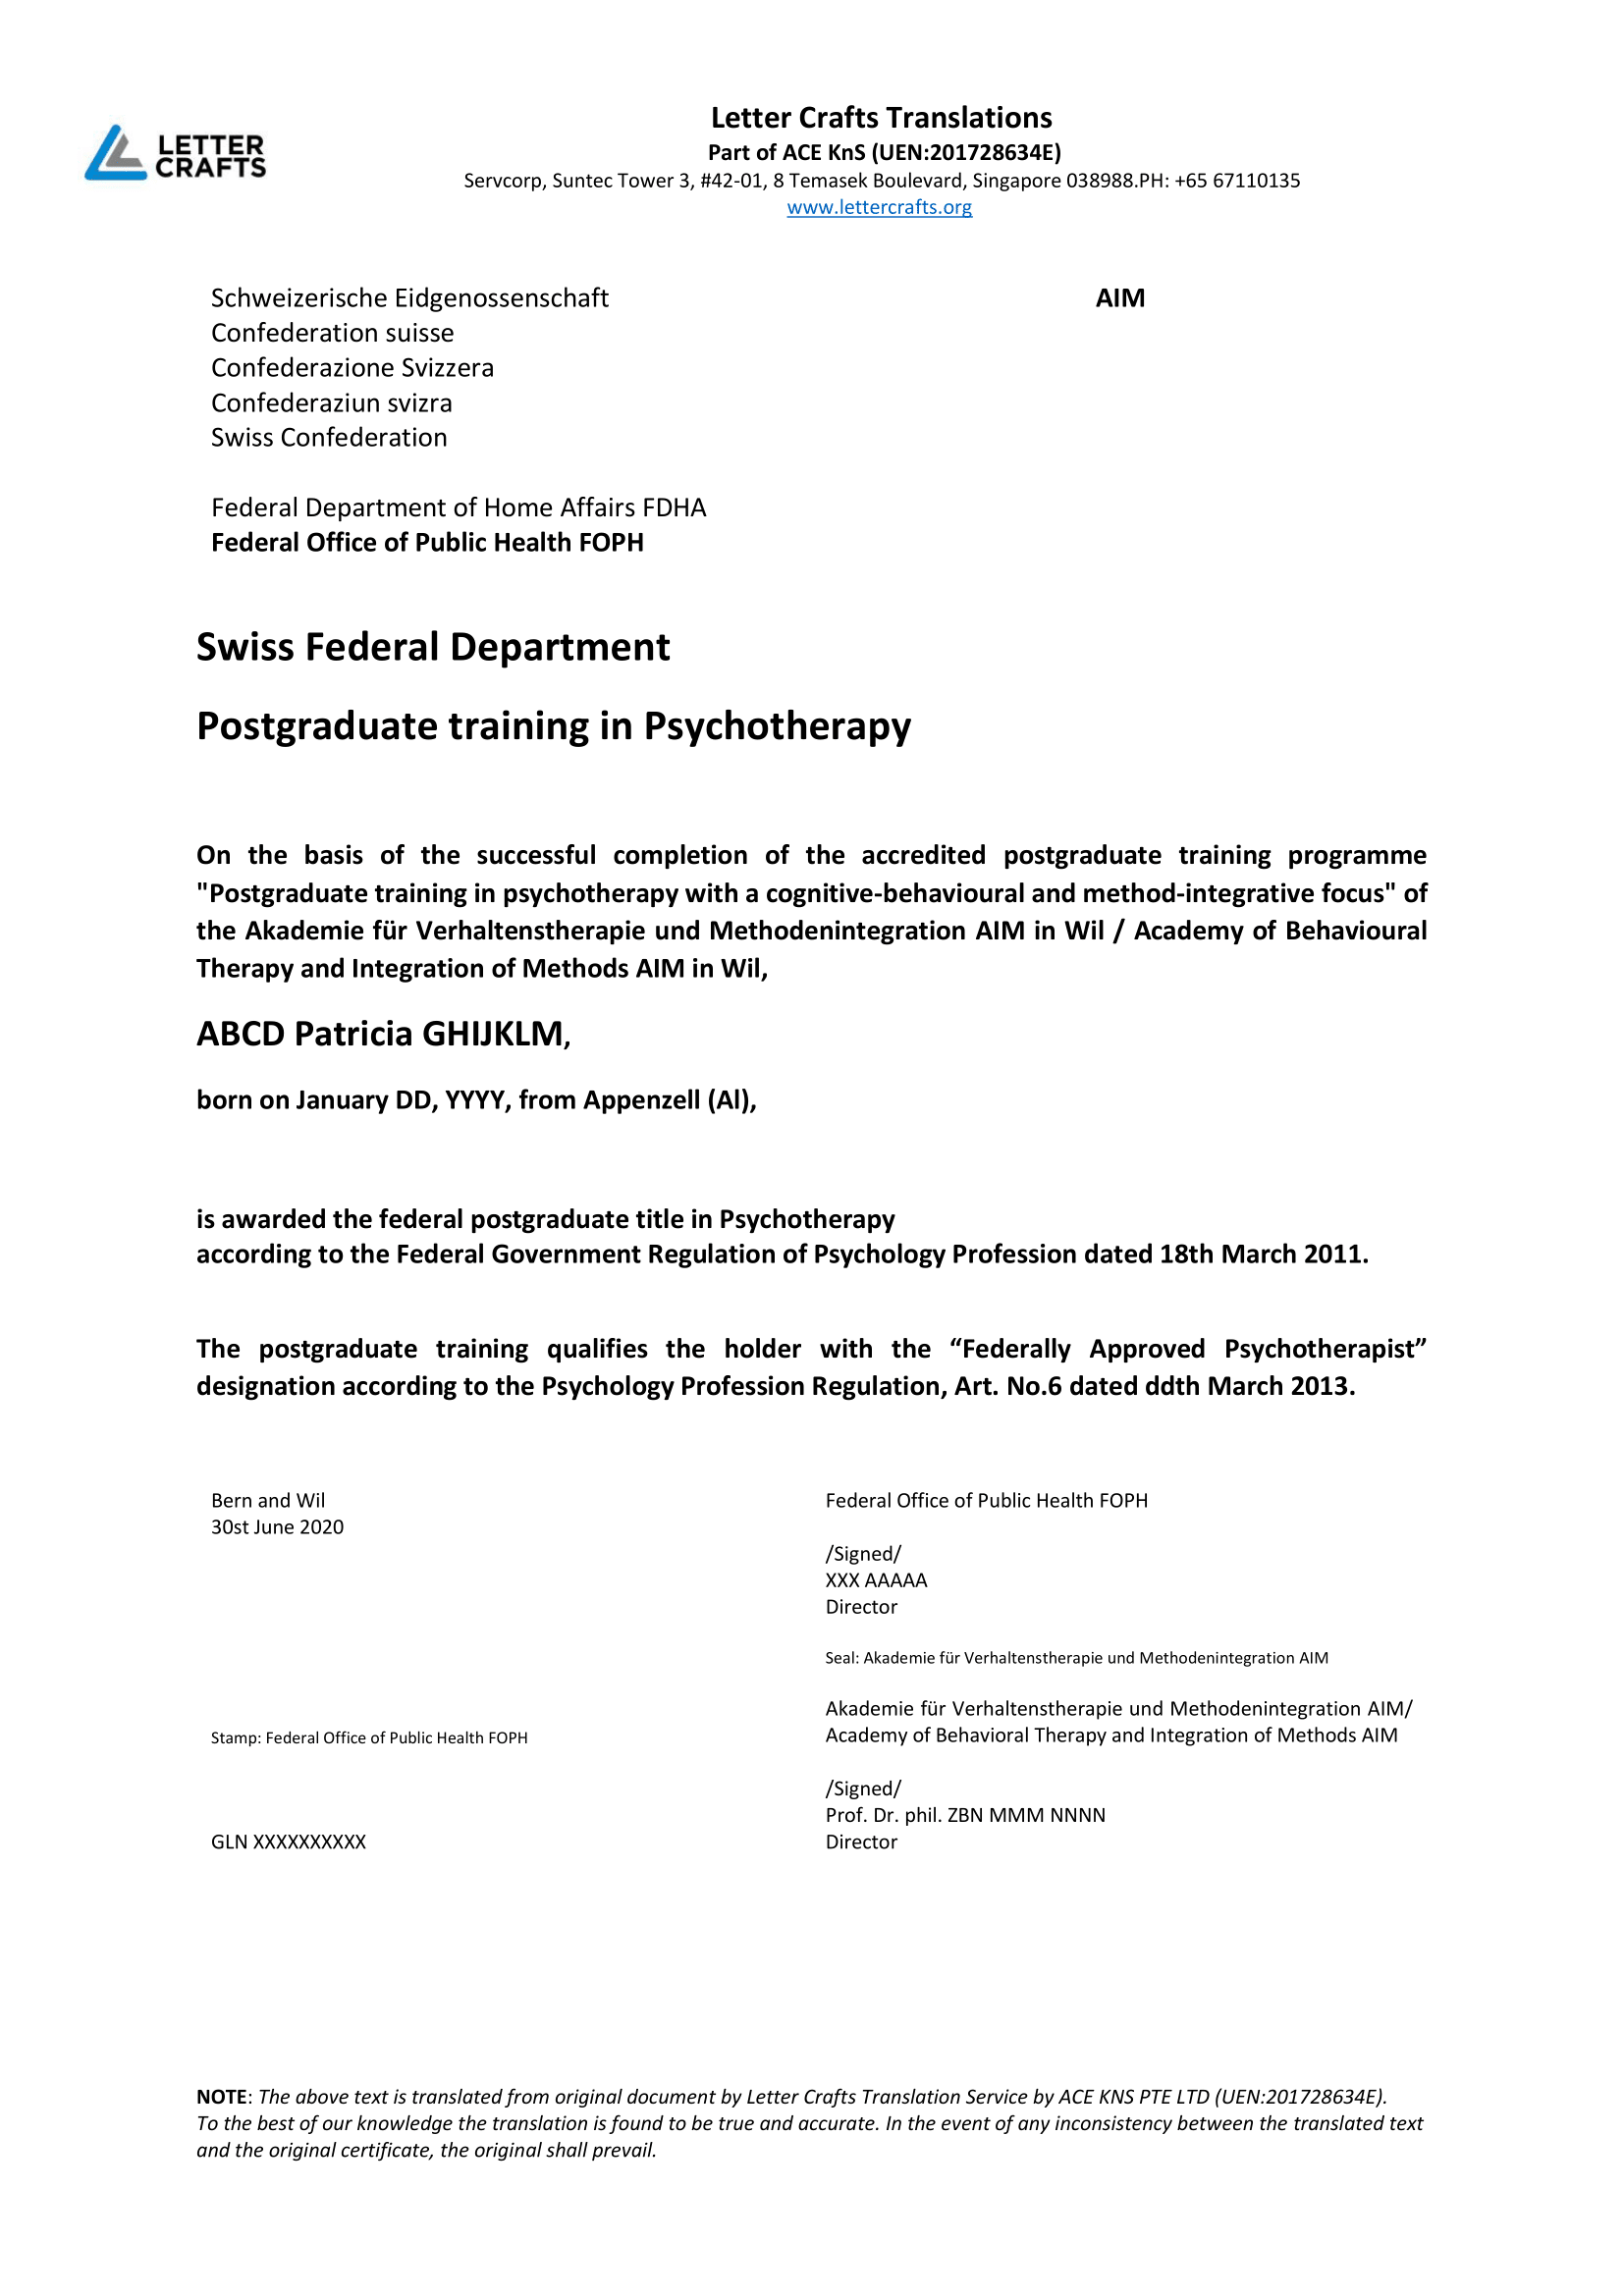 LETTER
CRAFTS
Letter Crafts Translations
Part of ACE KnS (UEN:201728634E)
Servcorp, Suntec Tower 3, #42-01, 8 Temasek Boulevard, Singapore 038988.PH: +65 67110135
www.lettercrafts.org
Schweizerische Eidgenossenschaft
AIM
Confederation suisse
Confederazione Svizzera
Confederaziun svizra
Swiss Confederation
Federal Department of Home Affairs FDHA
Federal Office of Public Health FOPH
Swiss Federal Department
Postgraduate training in Psychotherapy
On the basis of the successful completion of the accredited postgraduate training programme
"Postgraduate training in psychotherapy with a cognitive-behavioural and method-integrative focus" of
the Akademie für Verhaltenstherapie und Methodenintegration AIM in Wil / Academy of Behavioural
Therapy and Integration of Methods AIM in Wil,
ABCD Patricia GHIJKLM,
born on January DD, YYYY, from Appenzell (Al),
is awarded the federal postgraduate title in Psychotherapy
according to the Federal Government Regulation of Psychology Profession dated 18th March 2011.
The postgraduate training qualifies the holder with the “Federally Approved Psychotherapist”
designation according to the Psychology Profession Regulation, Art. No.6 dated ddth March 2013.
Bern and Wil
30st June 2020
Stamp: Federal Office of Public Health FOPH
GLN XXXXXXXXXX
Federal Office of Public Health FOPH
/Signed/
XXX AAAAA
Director
Seal: Akademie für Verhaltenstherapie und Methodenintegration AIM
Akademie für Verhaltenstherapie und Methodenintegration AIM/
Academy of Behavioral Therapy and Integration of Methods AIM
/Signed/
Prof. Dr. phil. ZBN MMM NNNN
Director
NOTE: The above text is translated from original document by Letter Crafts Translation Service by ACE KNS PTE LTD (UEN:201728634E).
To the best of our knowledge the translation is found to be true and accurate. In the event of any inconsistency between the translated text
and the original certificate, the original shall prevail.